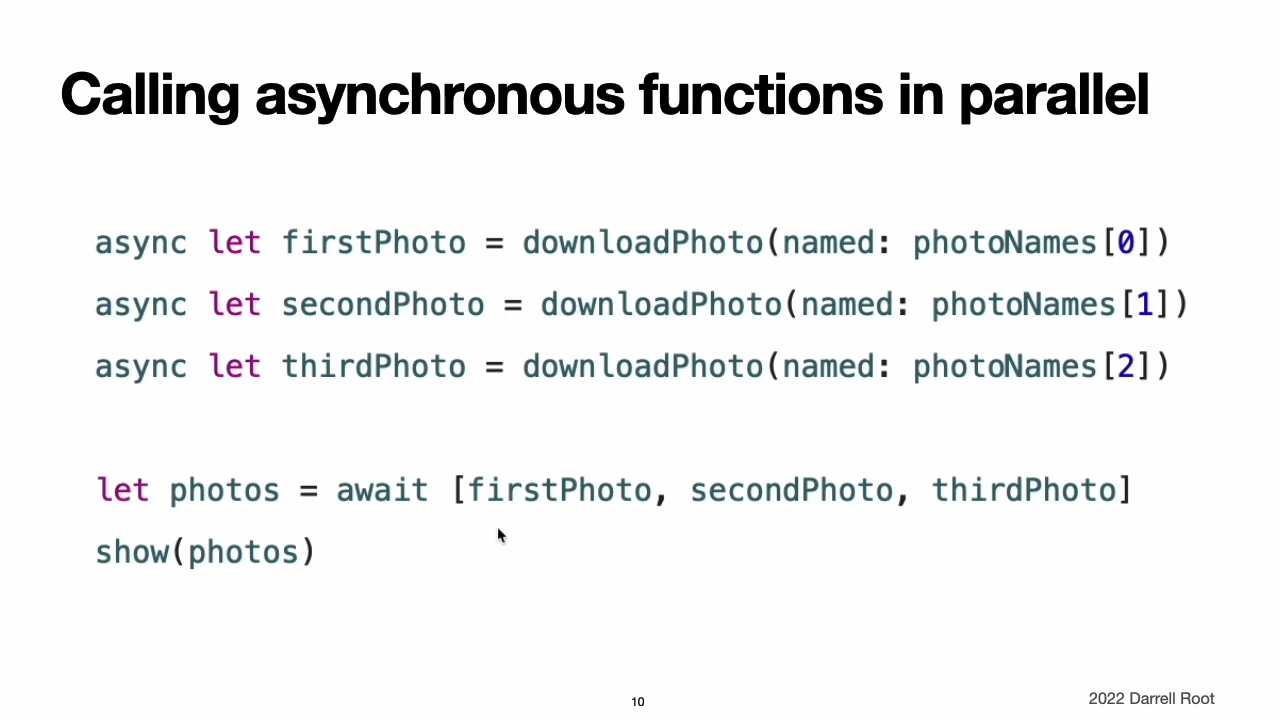 Calling asynchronous functions in parallel
async let firstPhoto = downloadPhoto(named: photoNames[0])
async let secondPhoto = downloadPhoto(named: photoNames[1])
async let thirdPhoto = downloadPhoto(named: photoNames[2])
let photos = await [firstPhoto, secondPhoto, thirdPhoto]
show(photos)
10
2022 Darrell Root